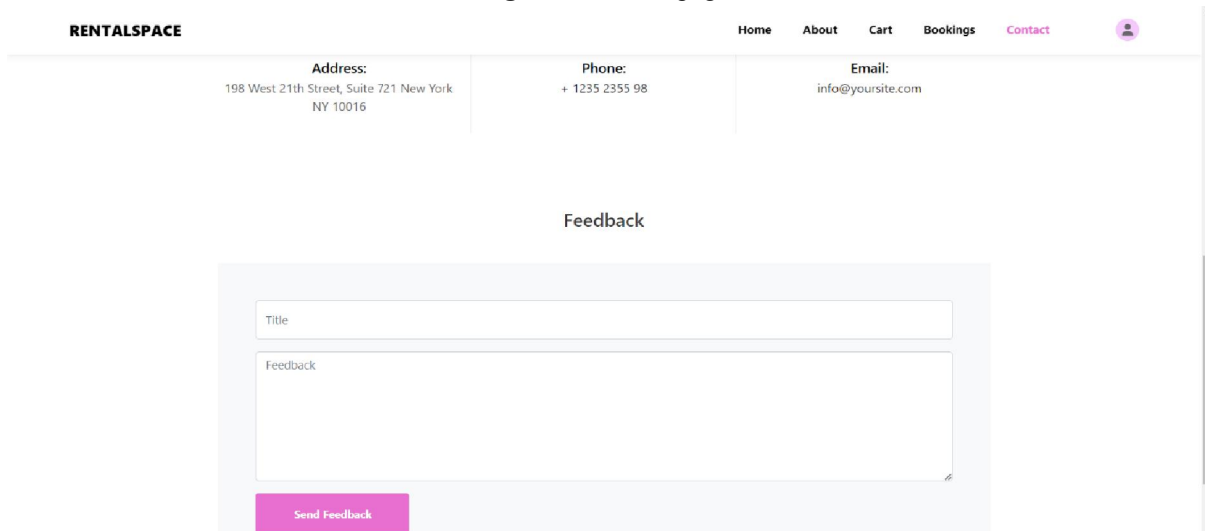 RENTALSPACE Home About Cart Bookings Contact
Address: Phone: Email:
198 West 21th Street, Suite 721 New York + 1235 2355 98 info@yoursite.com
NY 10016
Feedback
Title
Feedback
Send Feedback